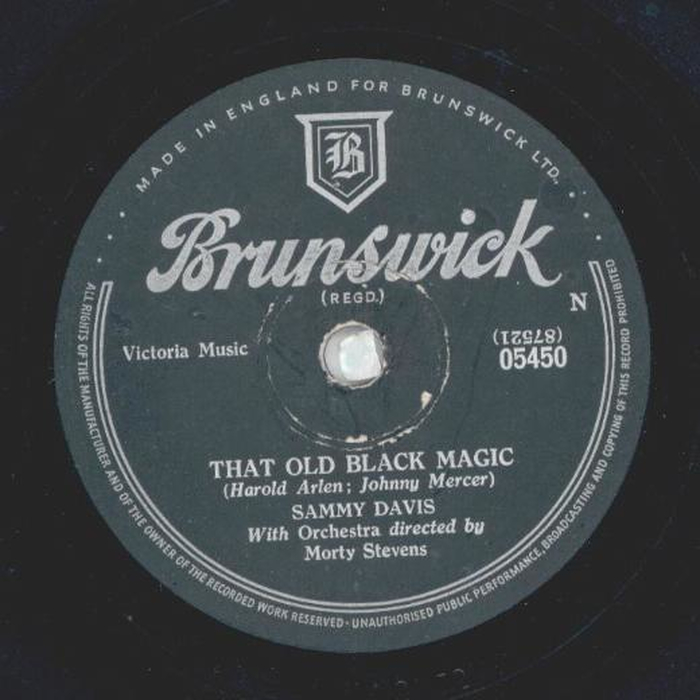 MADE IN ENGLAND FOR BRUNSWICK LTD.
B
Brunswick
(REGD.)
N
Victoria Music
(87521)
05450
THAT OLD BLACK MAGIC
(Harold Arlen; Johnny Mercer)
SAMMY DAVIS
With Orchestra directed by
Morty Stevens
ALL RIGHTS OF THE MANUFACTURER AND OF THE OWNER OF THE RECORDED WORK RESERVED · UNAUTHORISED PUBLIC PERFORMANCE, BROADCASTING AND COPYING OF THIS RECORD PROHIBITED